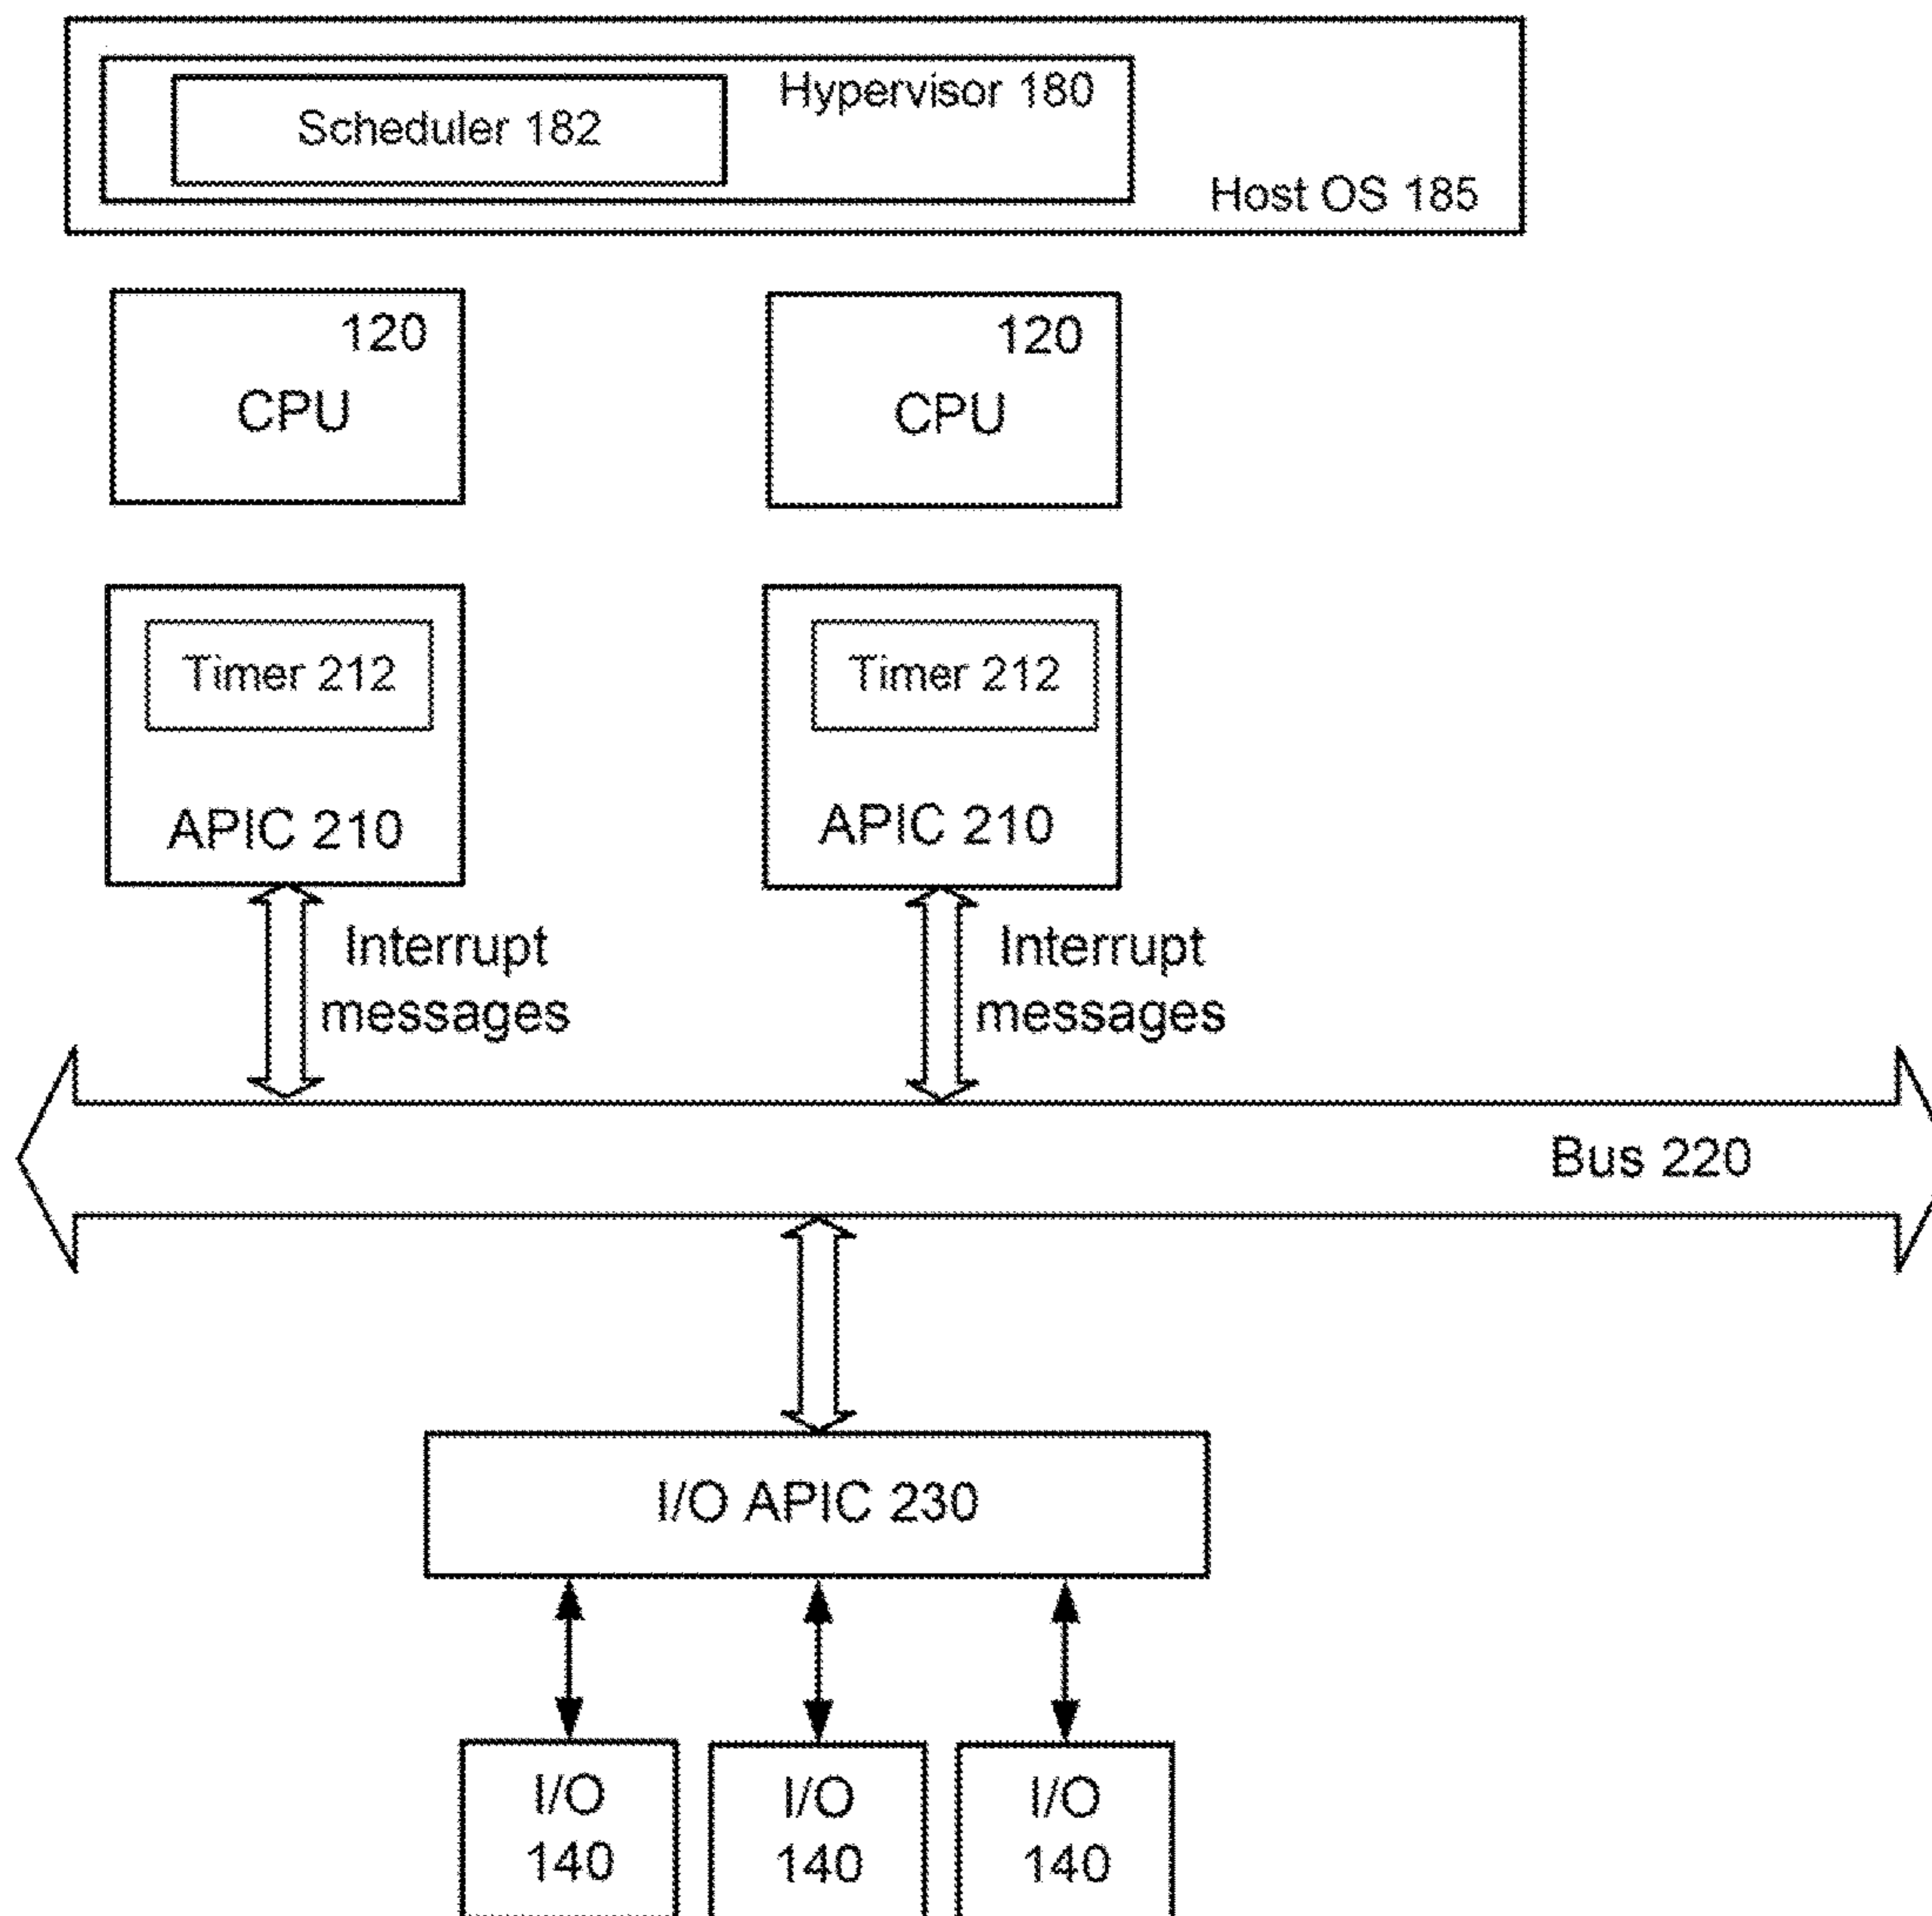 Hypervisor 180
Scheduler 182
Host OS 185
120
CPU
120
CPU
Timer 212
APIC 210
Timer 212
APIC 210
Interrupt
messages
Interrupt
messages
Bus 220
I/O APIC 230
I/O
140
I/O
140
I/O
140